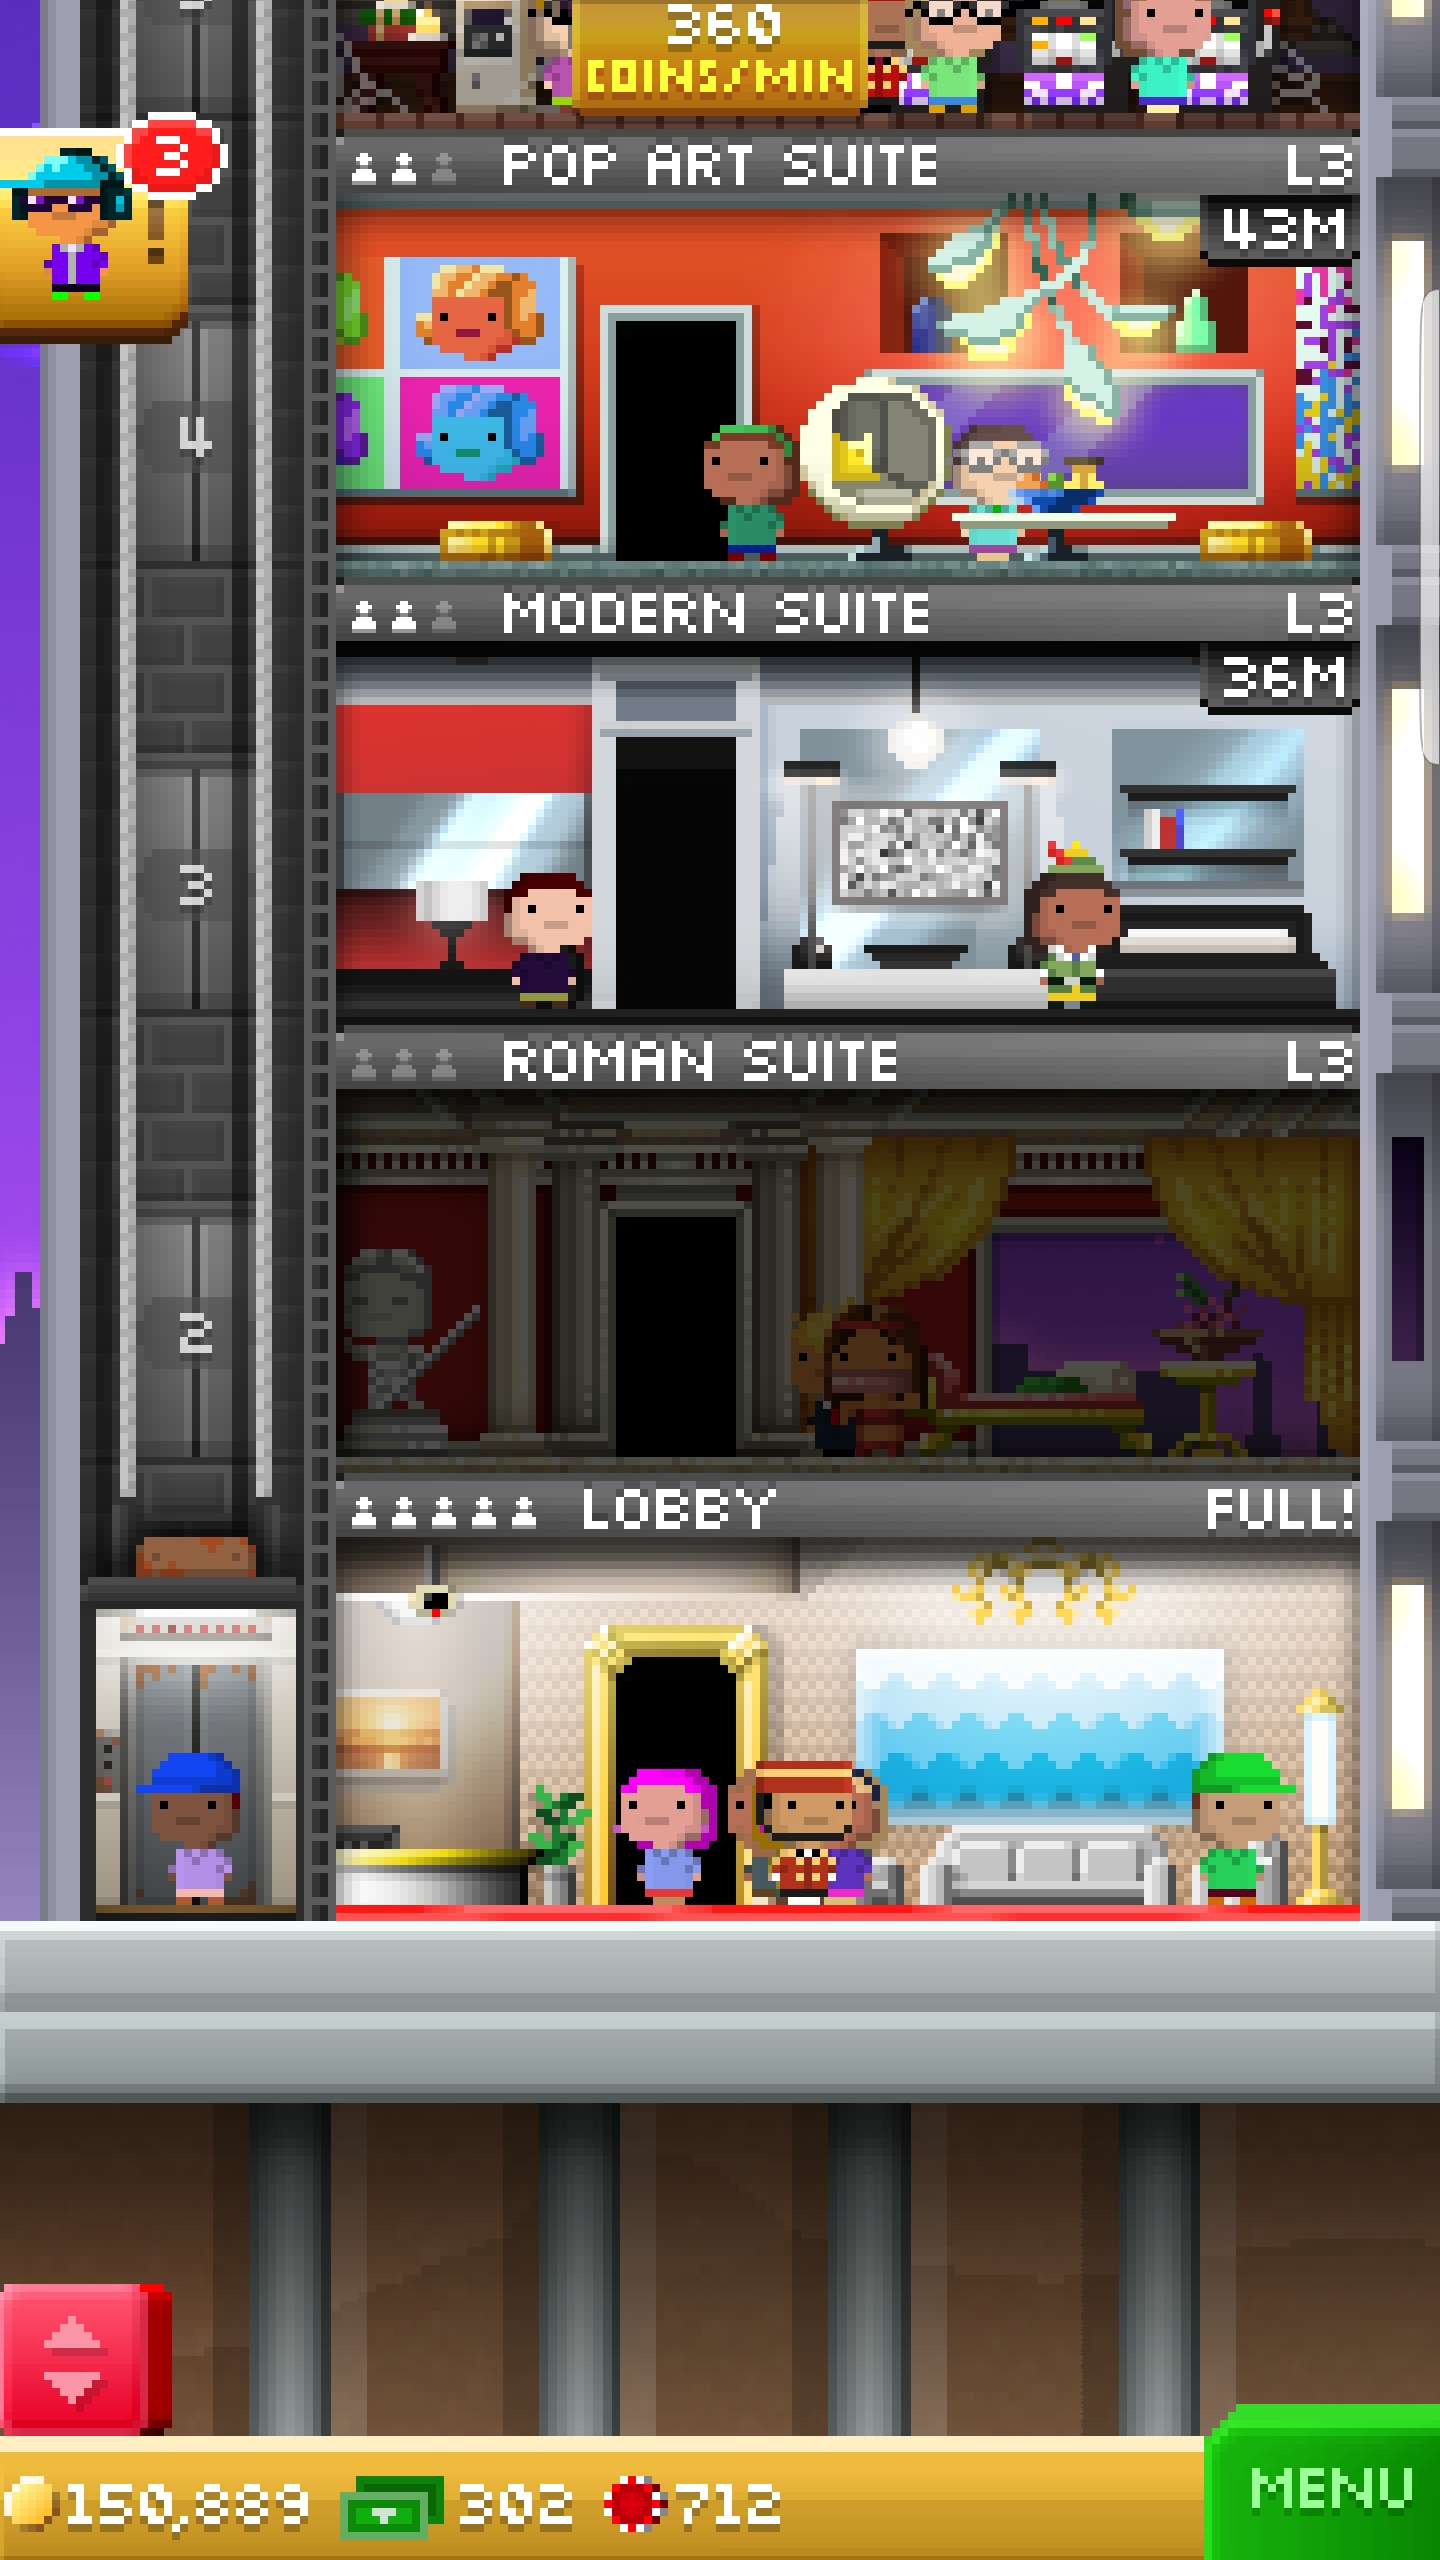 360
COINS/MIN
3
POP ART SUITE L3
43M
4
MODERN SUITE L3
36M
3
ROMAN SUITE L3
2
LOBBY FULL!
150,889 302 712
MENU